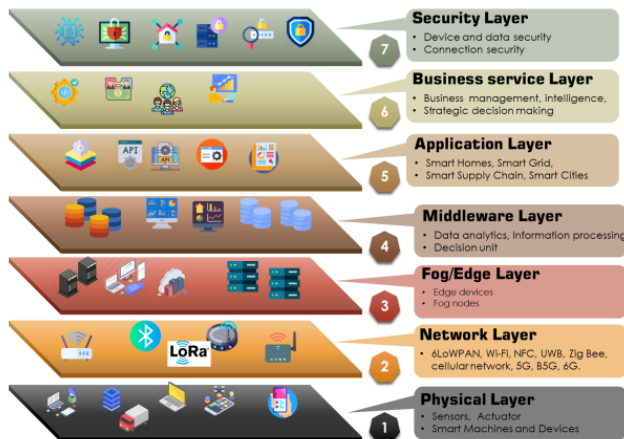 Security Layer
• Device and data security
• Connection security
7
Business service Layer
• Business management, intelligence,
• Strategic decision making
6
Application Layer
• Smart Homes, Smart Grid,
• Smart Supply Chain, Smart Cities
API
API
5
Middleware Layer
• Data analytics, Information processing
• Decision unit
4
Fog/Edge Layer
• Edge devices
• Fog nodes
3
Network Layer
• 6LoWPAN, Wi-Fi, NFC, UWB, Zig Bee,
cellular network, 5G, B5G, 6G.
LoRa
2
Physical Layer
• Sensors, Actuator
• Smart Machines and Devices
1